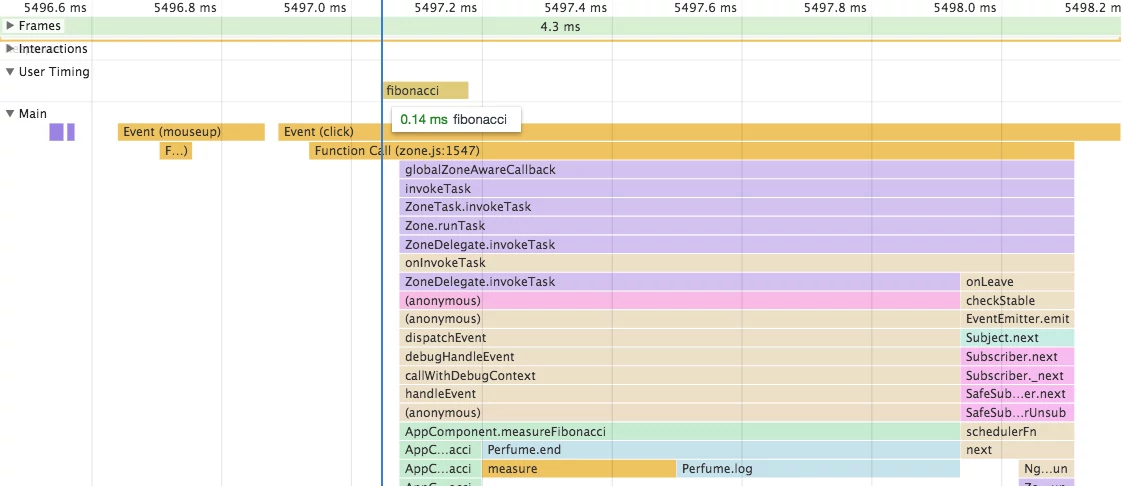 5496.6 ms 5496.8 ms 5497.0 ms 5497.2 ms 5497.4 ms 5497.6 ms 5497.8 ms 5498.0 ms 5498.2 m
Frames 4.3 ms
Interactions
User Timing
fibonacci
Main 0.14 ms fibonacci
Event (mouseup) Event (click)
F...) Function Call (zone.js:1547)
globalZoneAwareCallback
invokeTask
ZoneTask.invokeTask
Zone.runTask
ZoneDelegate.invokeTask
onInvokeTask
ZoneDelegate.invokeTask onLeave
(anonymous) checkStable
(anonymous) EventEmitter.emit
dispatchEvent Subject.next
debugHandleEvent Subscriber.next
callWithDebugContext Subscriber._next
handleEvent SafeSub...er.next
(anonymous) SafeSub...rUnsub
AppComponent.measureFibonacci schedulerFn
AppC...acci Perfume.end next
AppC...acci measure Perfume.log Ng...un